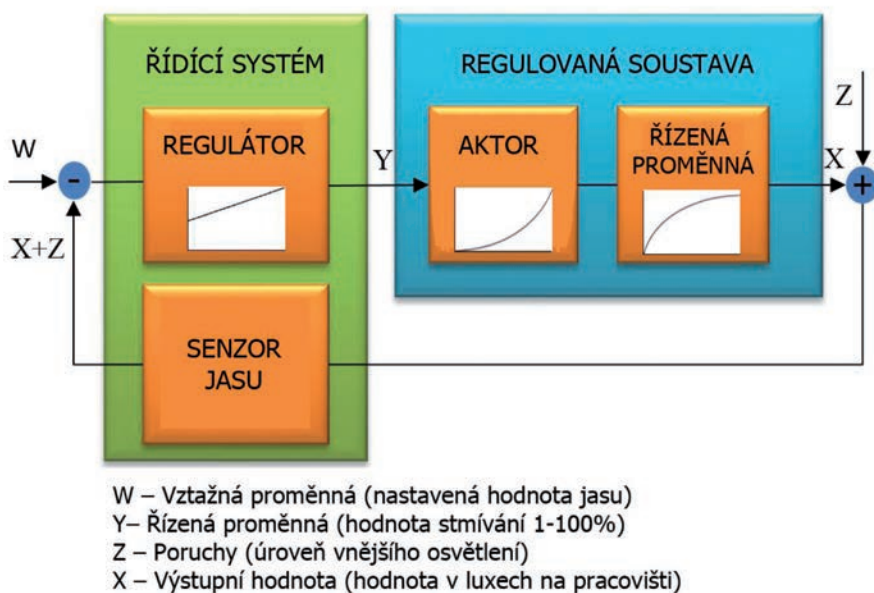 ŘÍDÍCÍ SYSTÉM
REGULOVANÁ SOUSTAVA
W
-
REGULÁTOR
Y
AKTOR
ŘÍZENÁ
PROMĚNNÁ
X
Z
+
X+Z
SENZOR
JASU
W – Vztažná proměnná (nastavená hodnota jasu)
Y– Řízená proměnná (hodnota stmívání 1-100%)
Z – Poruchy (úroveň vnějšího osvětlení)
X – Výstupní hodnota (hodnota v luxech na pracovišti)